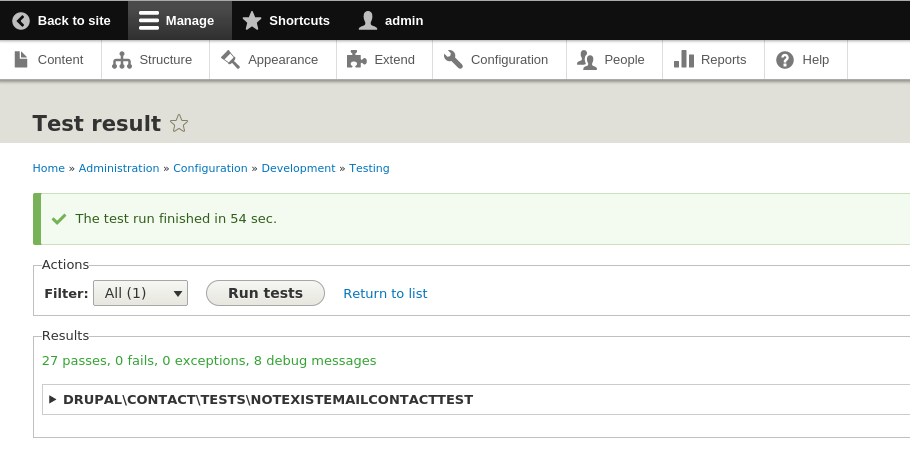 Back to site Manage Shortcuts admin
Content Structure Appearance Extend Configuration People Reports Help
Test result
Home » Administration » Configuration » Development » Testing
The test run finished in 54 sec.
Actions
Filter: All (1) Run tests Return to list
Results
27 passes, 0 fails, 0 exceptions, 8 debug messages
DRUPAL\CONTACT\TESTS\NOTEXISTEMAILCONTACTTEST